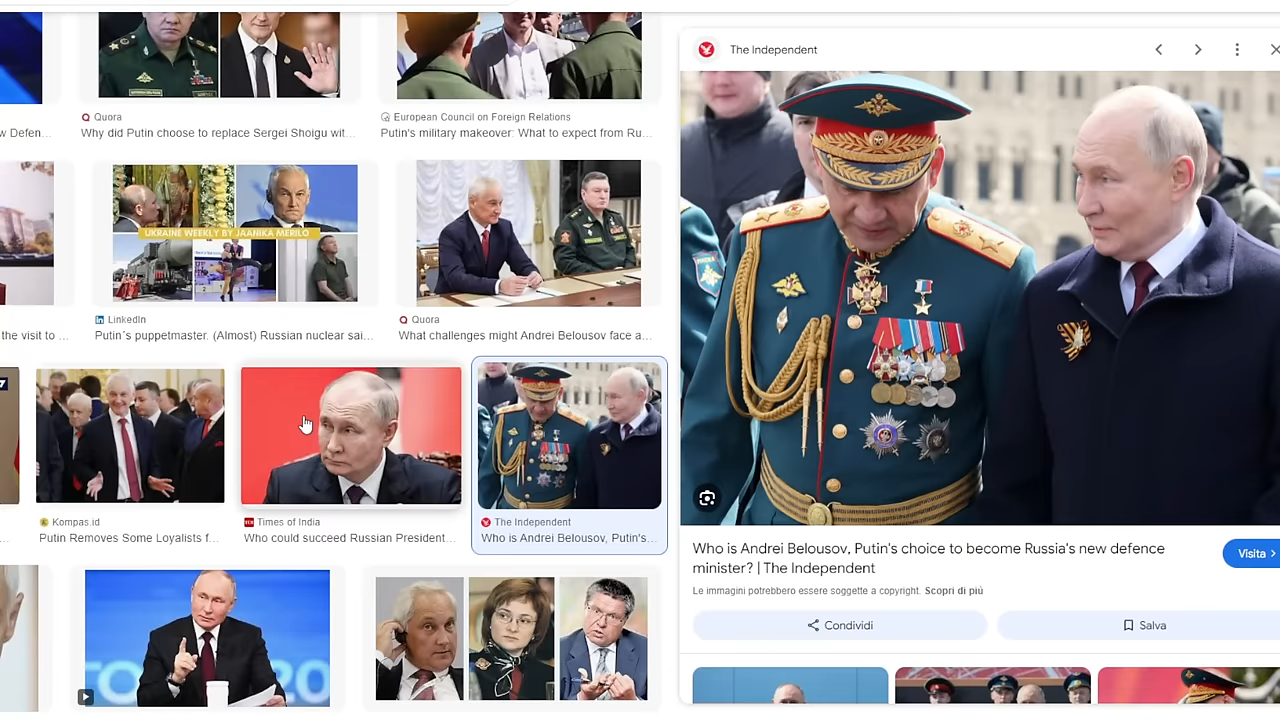 The Independent
Quora
Why did Putin choose to replace Sergei Shoigu wit...
European Council on Foreign Relations
Putin's military makeover: What to expect from Ru...
w Defen...
UKRAINE WEEKLY BY JAANIKA MERILO
LinkedIn
Putin´s puppetmaster. (Almost) Russian nuclear sai...
Quora
What challenges might Andrei Belousov face a...
the visit to ...
Kompas.id
Putin Removes Some Loyalists f...
Times of India
Who could succeed Russian President...
The Independent
Who is Andrei Belousov, Putin's...
Who is Andrei Belousov, Putin's choice to become Russia's new defence
minister? | The Independent
Visita
Le immagini potrebbero essere soggette a copyright. Scopri di più
Condividi
Salva